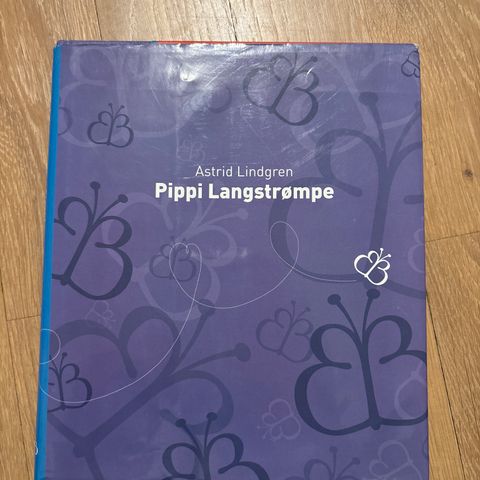 Astrid Lindgren
Pippi Langstrømpe